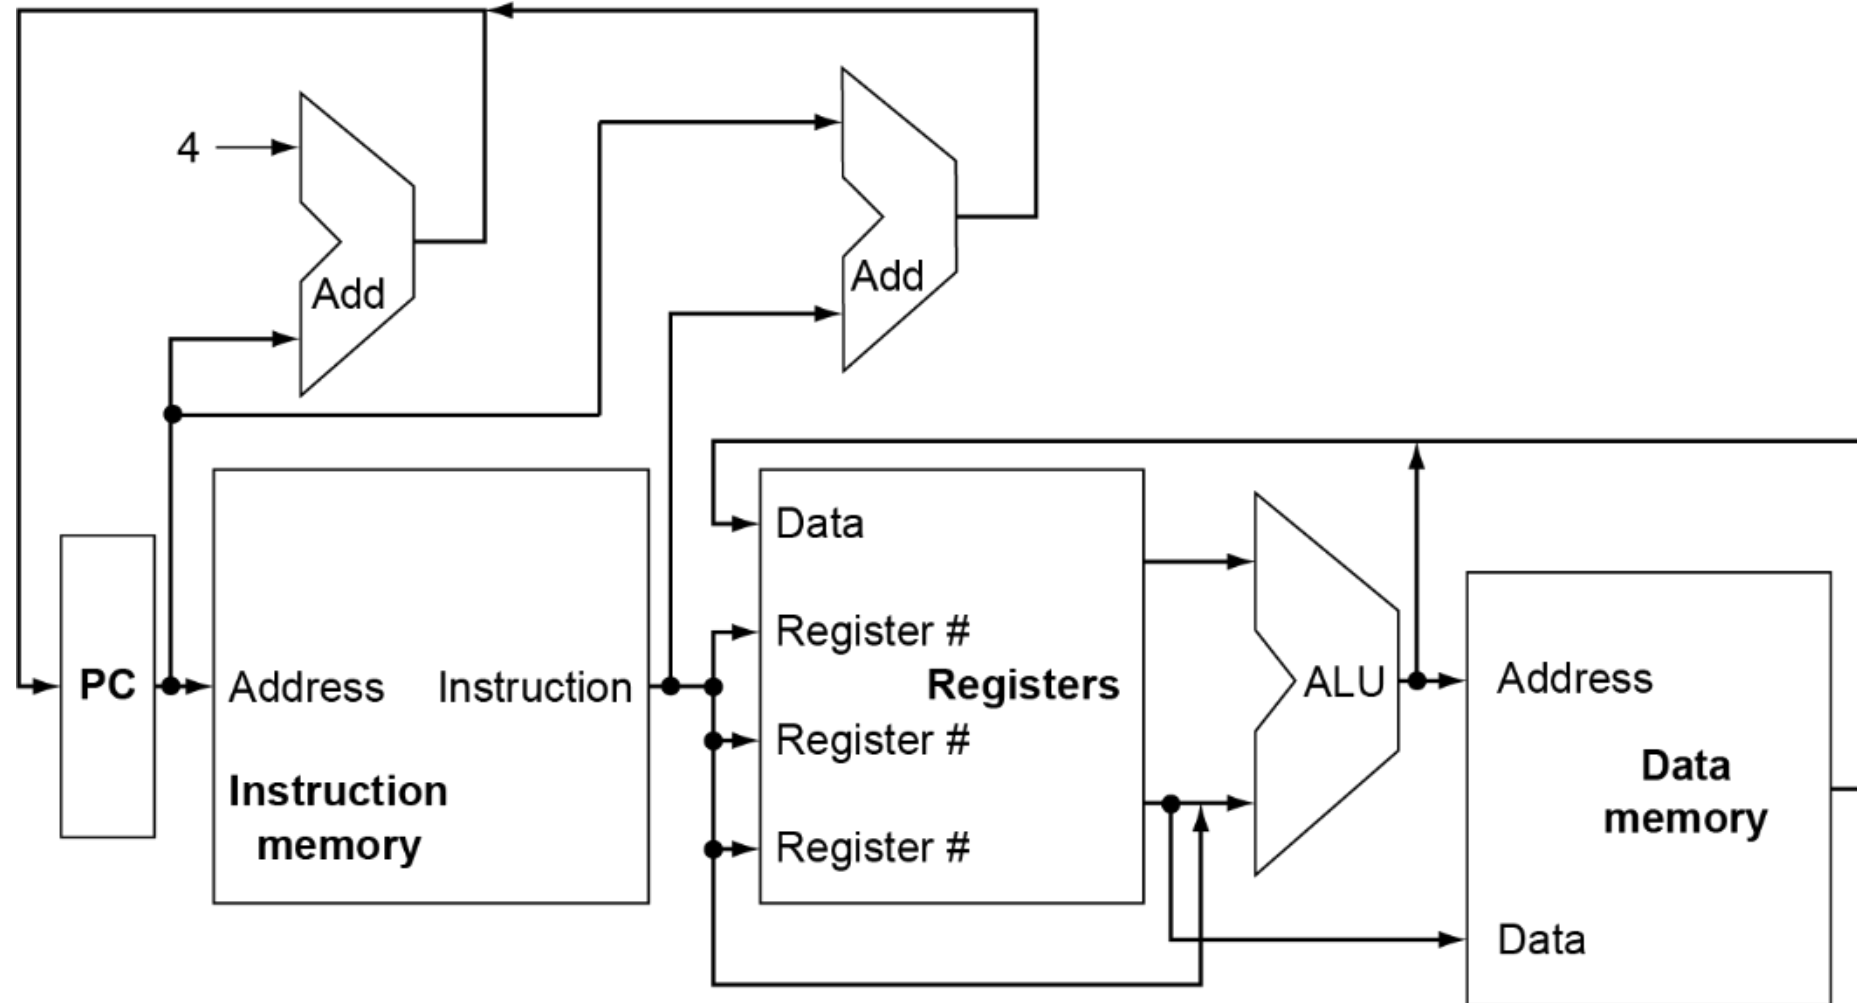 4
Add
Add
Data
Register #
PC
Address
Instruction
Registers
ALU
Address
Register #
Instruction
memory
Data
memory
Register #
Data